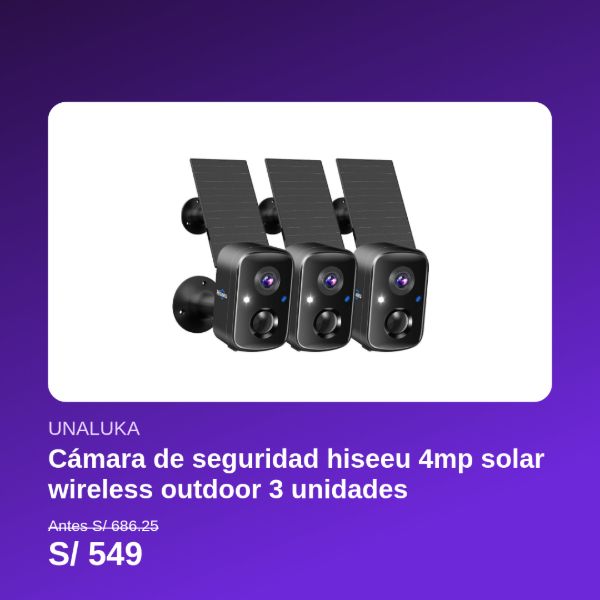 UNALUKA
Cámara de seguridad hiseeu 4mp solar
wireless outdoor 3 unidades
Antes S/ 686.25
S/ 549